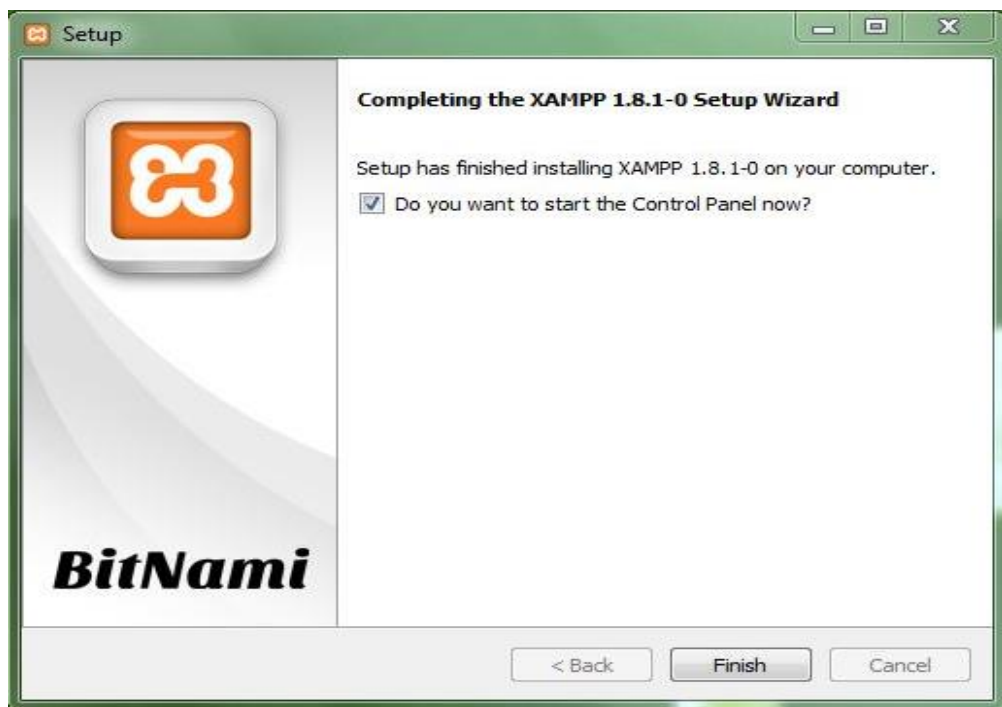 Setup
Completing the XAMPP 1.8.1-0 Setup Wizard
Setup has finished installing XAMPP 1.8.1-0 on your computer.
Do you want to start the Control Panel now?
BitNami
< Back
Finish
Cancel